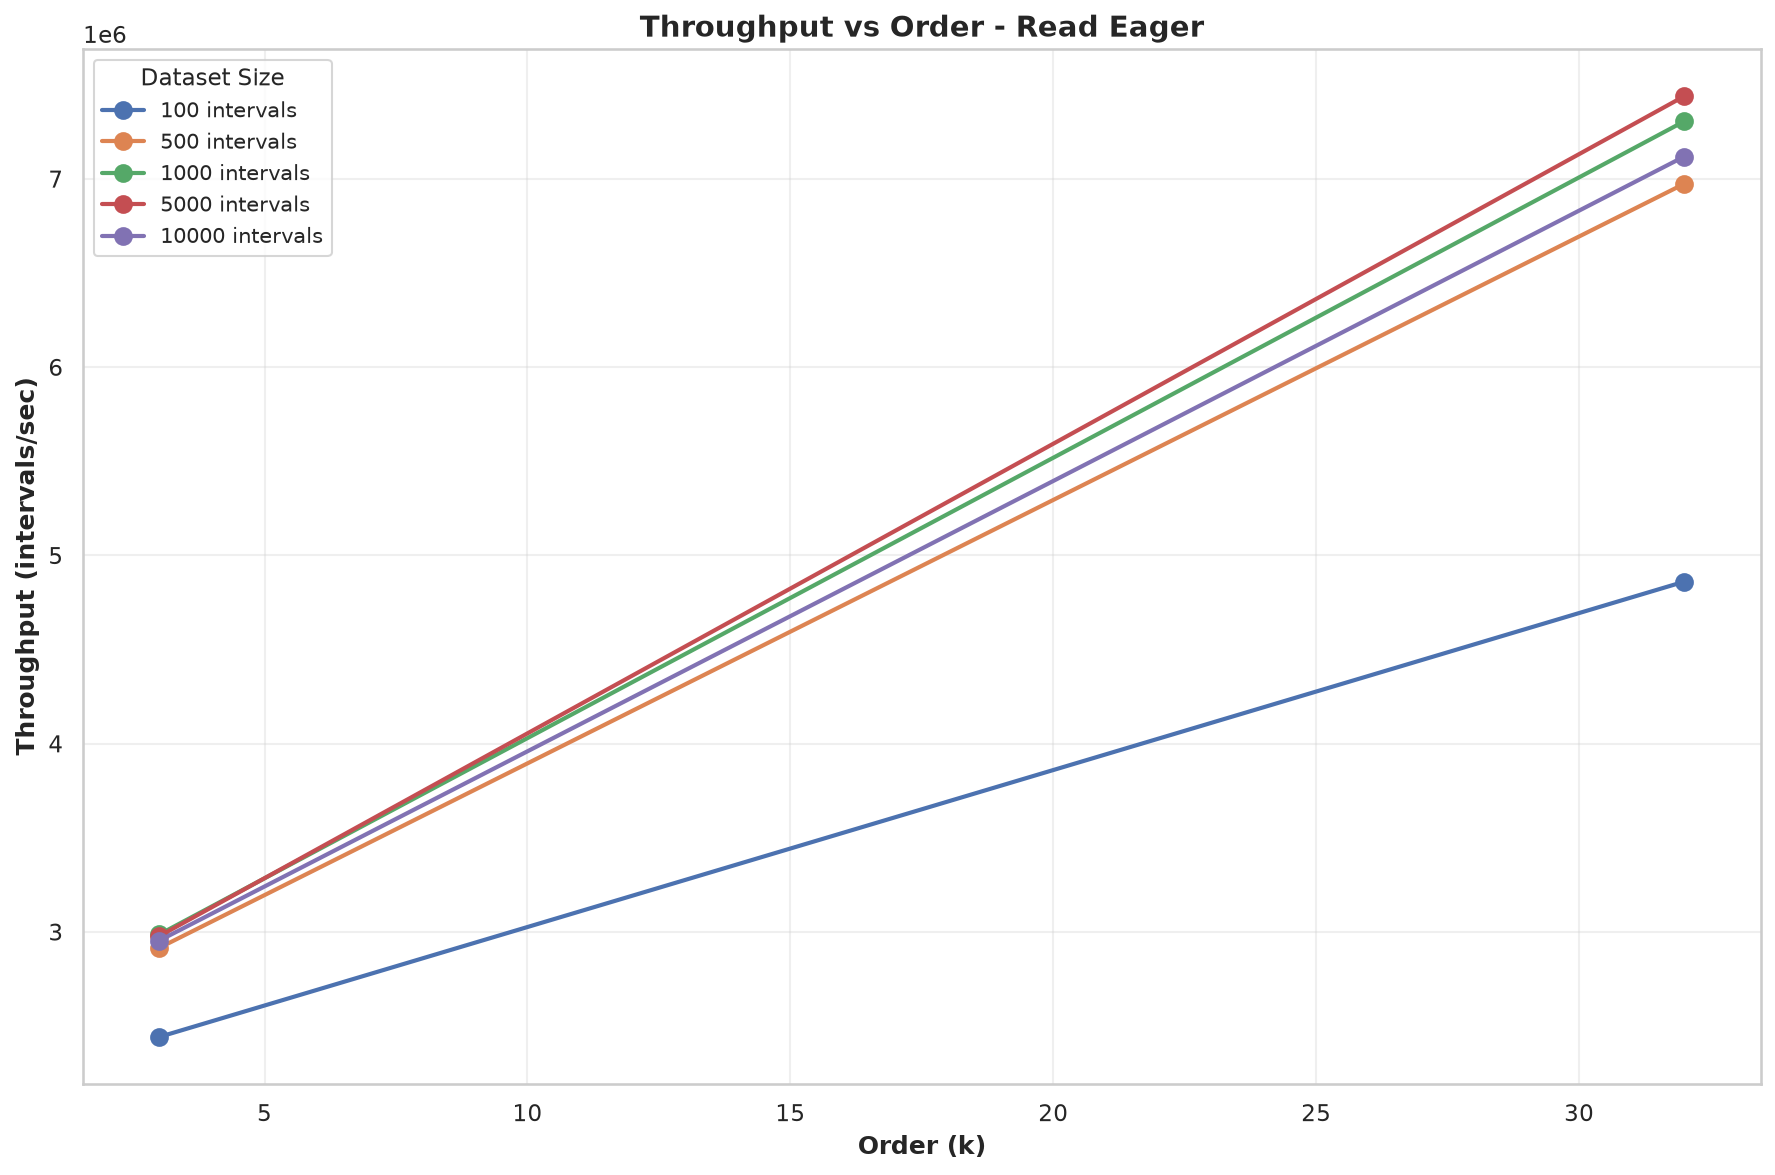 Throughput vs Order - Read Eager
1e6
Dataset Size
100 intervals
500 intervals
1000 intervals
5000 intervals
10000 intervals
7
6
5
4
3
Throughput (intervals/sec)
5 10 15 20 25 30
Order (k)